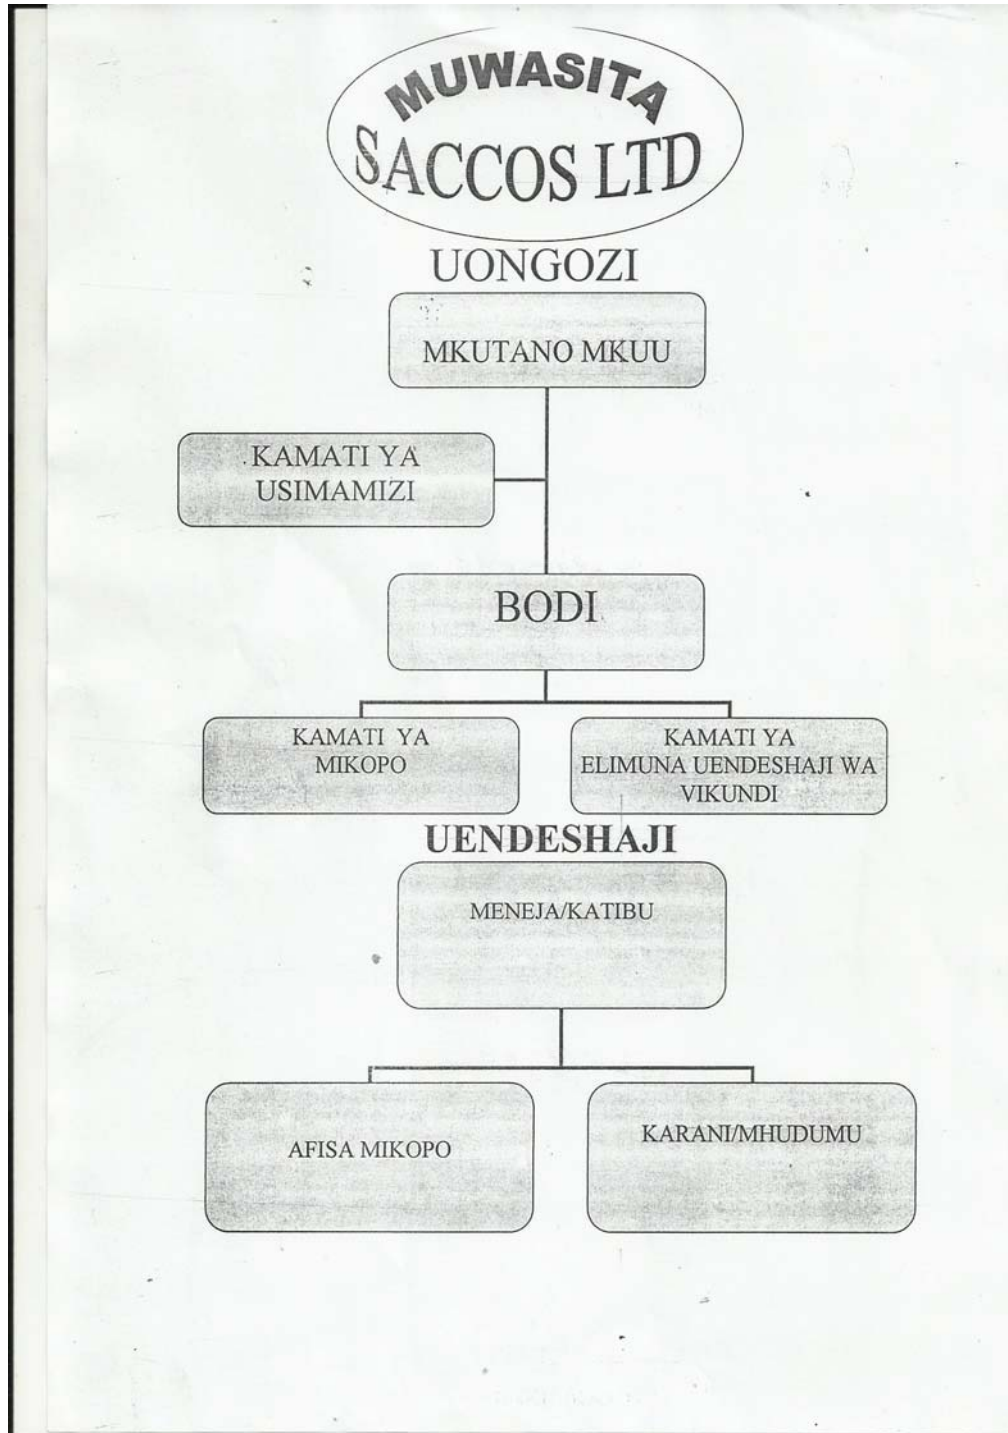 MUWASITA
SACCOS LTD
UONGOZI
MKUTANO MKUU
KAMATI YA
USIMAMIZI
BODI
KAMATI YA
MIKOPO
KAMATI YA
ELIMUNA UENDESHAJI WA
VIKUNDI
UENDESHAJI
MENEJA/KATIBU
AFISA MIKOPO
KARANI/MHUDUMU